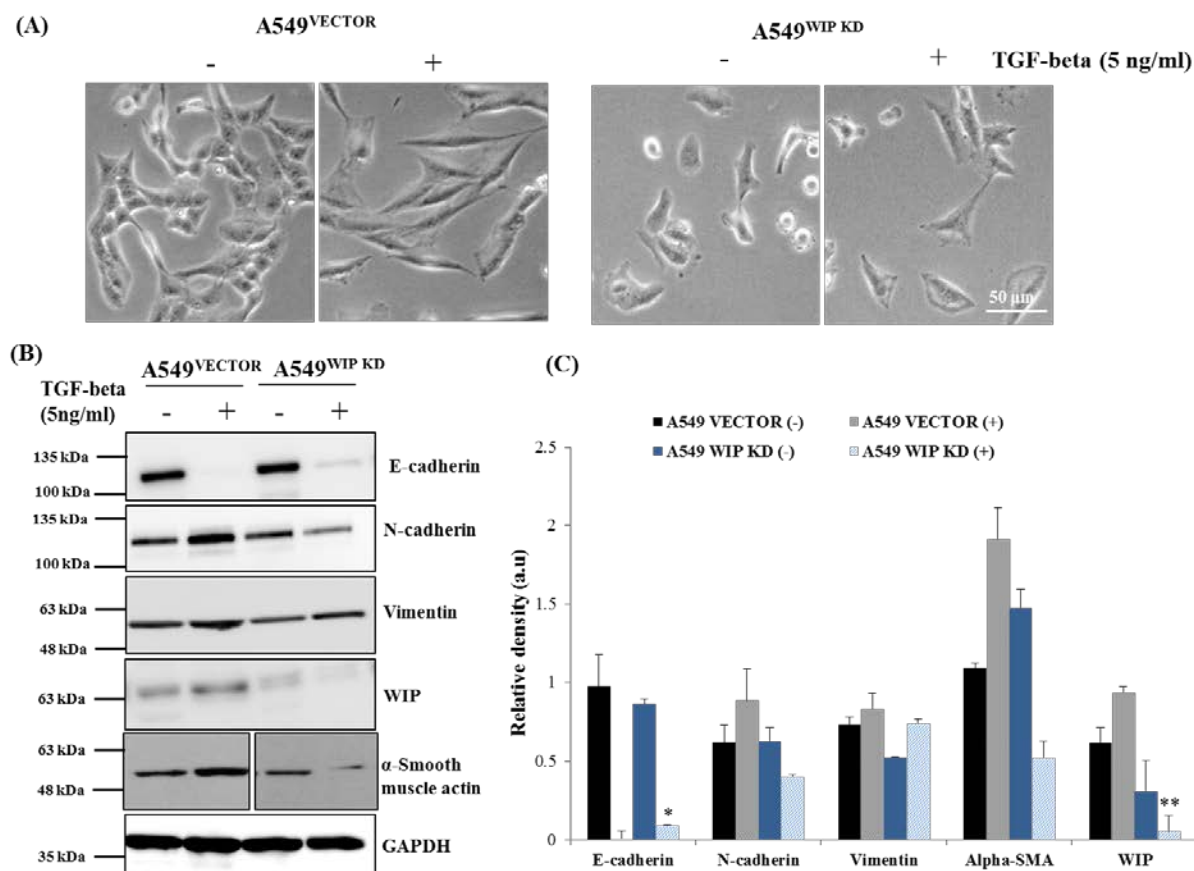 (A)
A549VECTOR
A549WIP KD
- +
- + TGF-beta (5 ng/ml)
50 µm
(B)
A549VECTOR A549WIP KD
TGF-beta
(5ng/ml)
- + - +
135 kDa
E-cadherin
100 kDa
135 kDa
N-cadherin
100 kDa
63 kDa
Vimentin
48 kDa
WIP
63 kDa
63 kDa
α-Smooth
muscle actin
48 kDa
GAPDH
35 kDa
(C)
A549 VECTOR (-) A549 VECTOR (+)
A549 WIP KD (-) A549 WIP KD (+)
Relative density (a.u)
2.5
2
1.5
1
0.5
0
*
**
E-cadherin N-cadherin Vimentin Alpha-SMA WIP